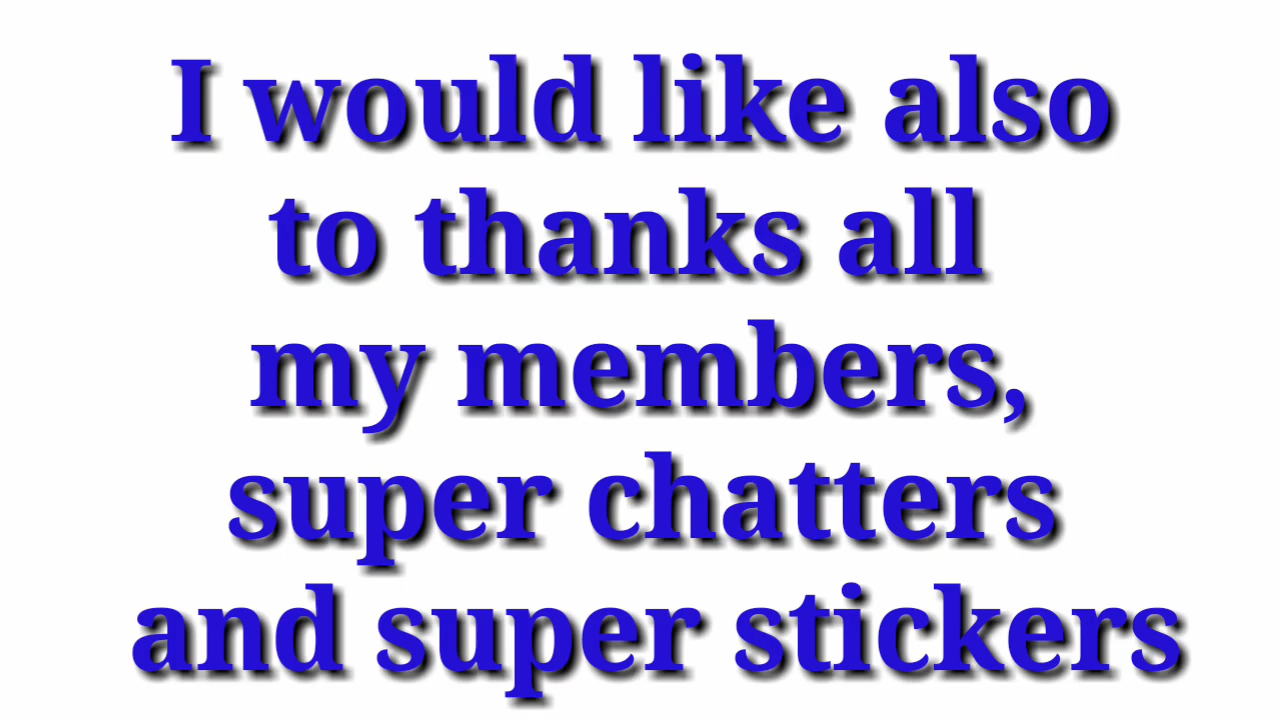 I would like also
to thanks all
my members,
super chatters
and super stickers